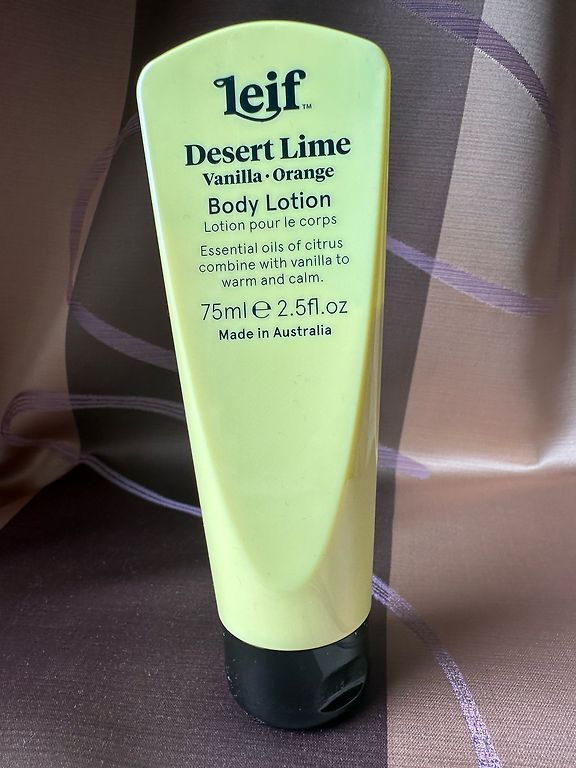 leif™
Desert Lime
Vanilla · Orange
Body Lotion
Lotion pour le corps
Essential oils of citrus
combine with vanilla to
warm and calm.
75ml ℮ 2.5fl.oz
Made in Australia